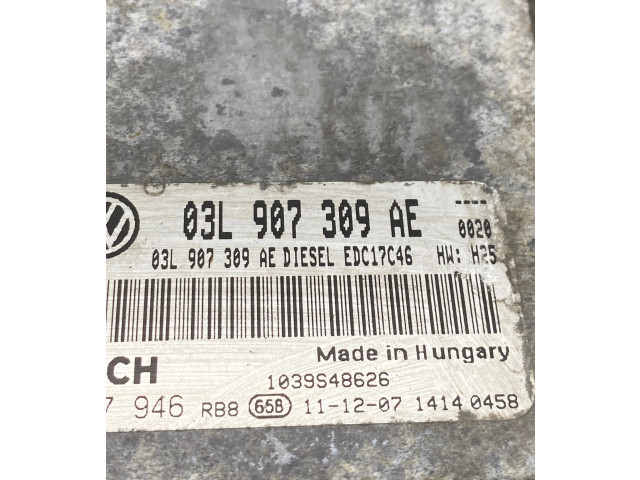 03L 907 309 AE ----
0020
03L 907 309 AE DIESEL EDC17C46 HW: H25
CH Made in Hungary
1039S48626
7 946 RB8 65B 11-12-07 1414 0458